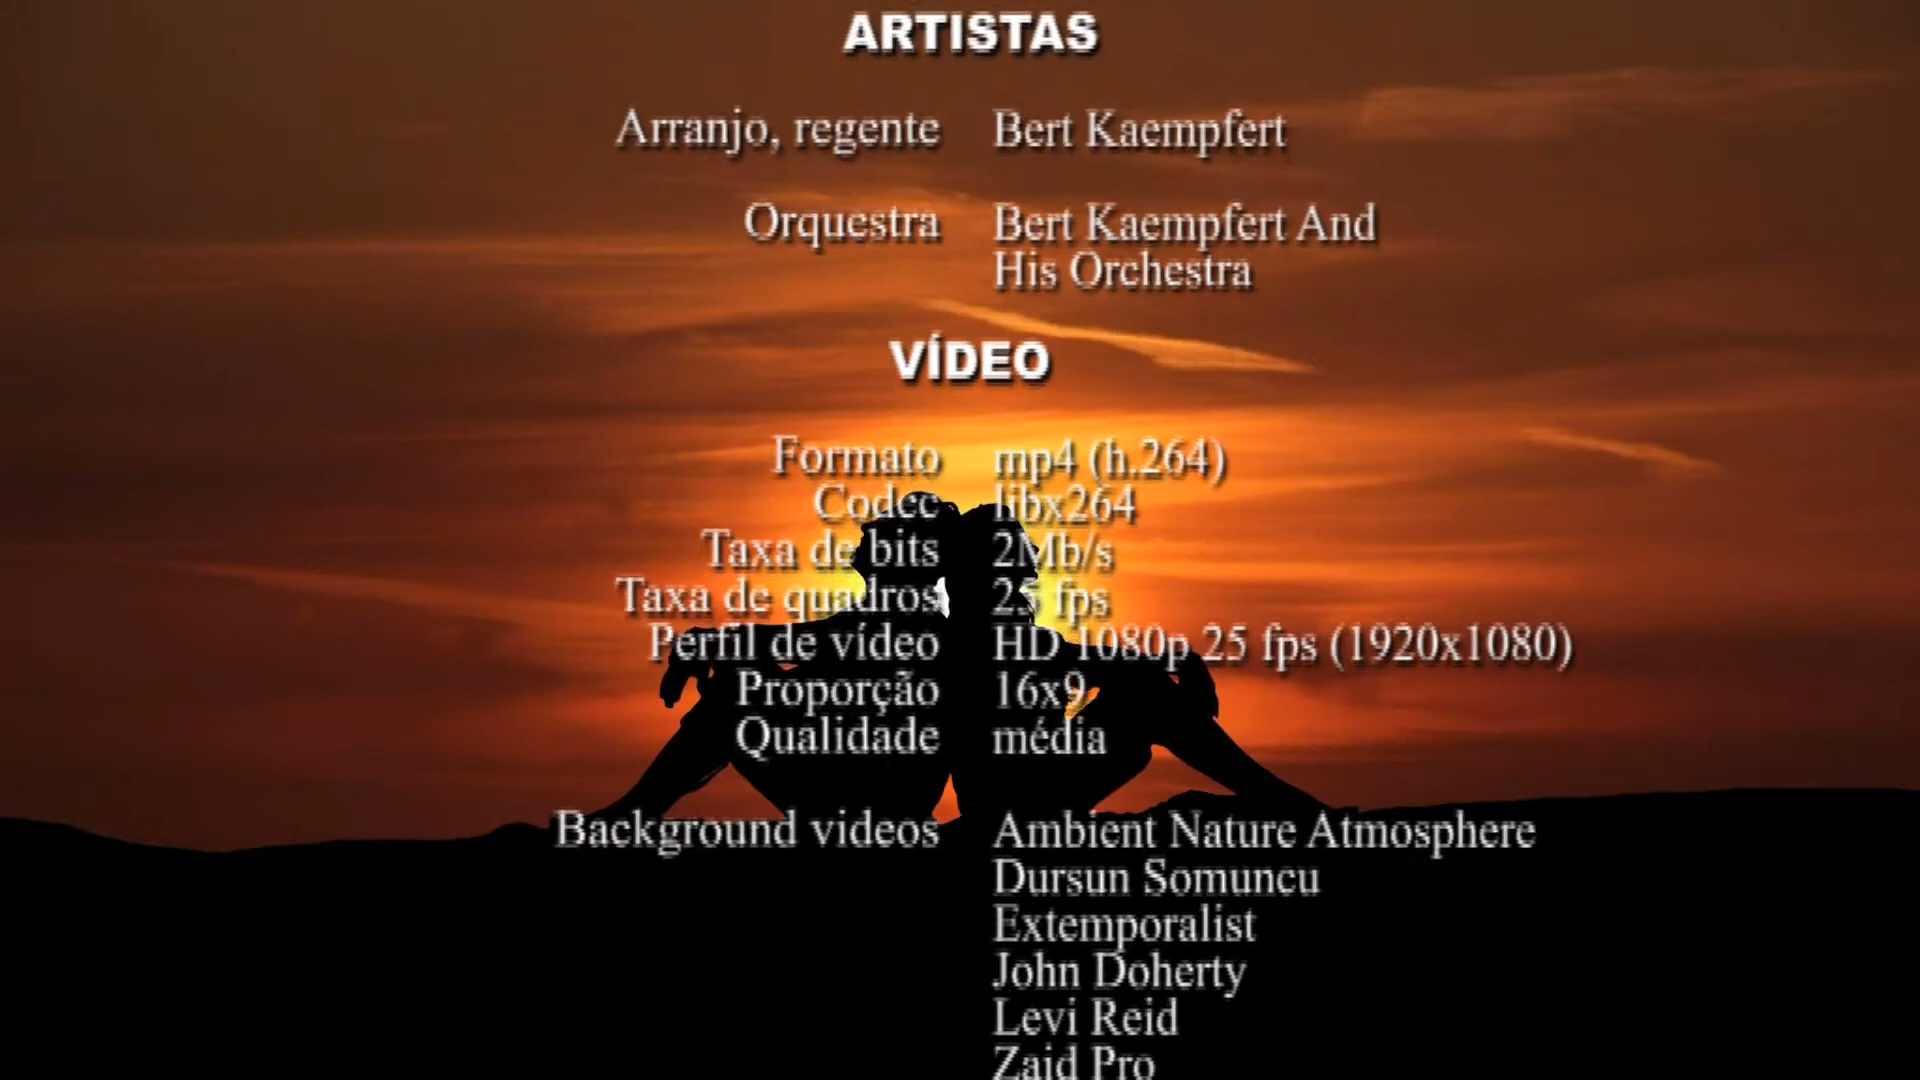 ARTISTAS
Arranjo, regente Bert Kaempfert
Orquestra Bert Kaempfert And
His Orchestra
VÍDEO
Formato mp4 (h.264)
Codec libx264
Taxa de bits 2Mb/s
Taxa de quadros 25 fps
Perfil de vídeo HD 1080p 25 fps (1920x1080)
Proporção 16x9
Qualidade média
Background videos Ambient Nature Atmosphere
Dursun Somuncu
Extemporalist
John Doherty
Levi Reid
Zaid Pro